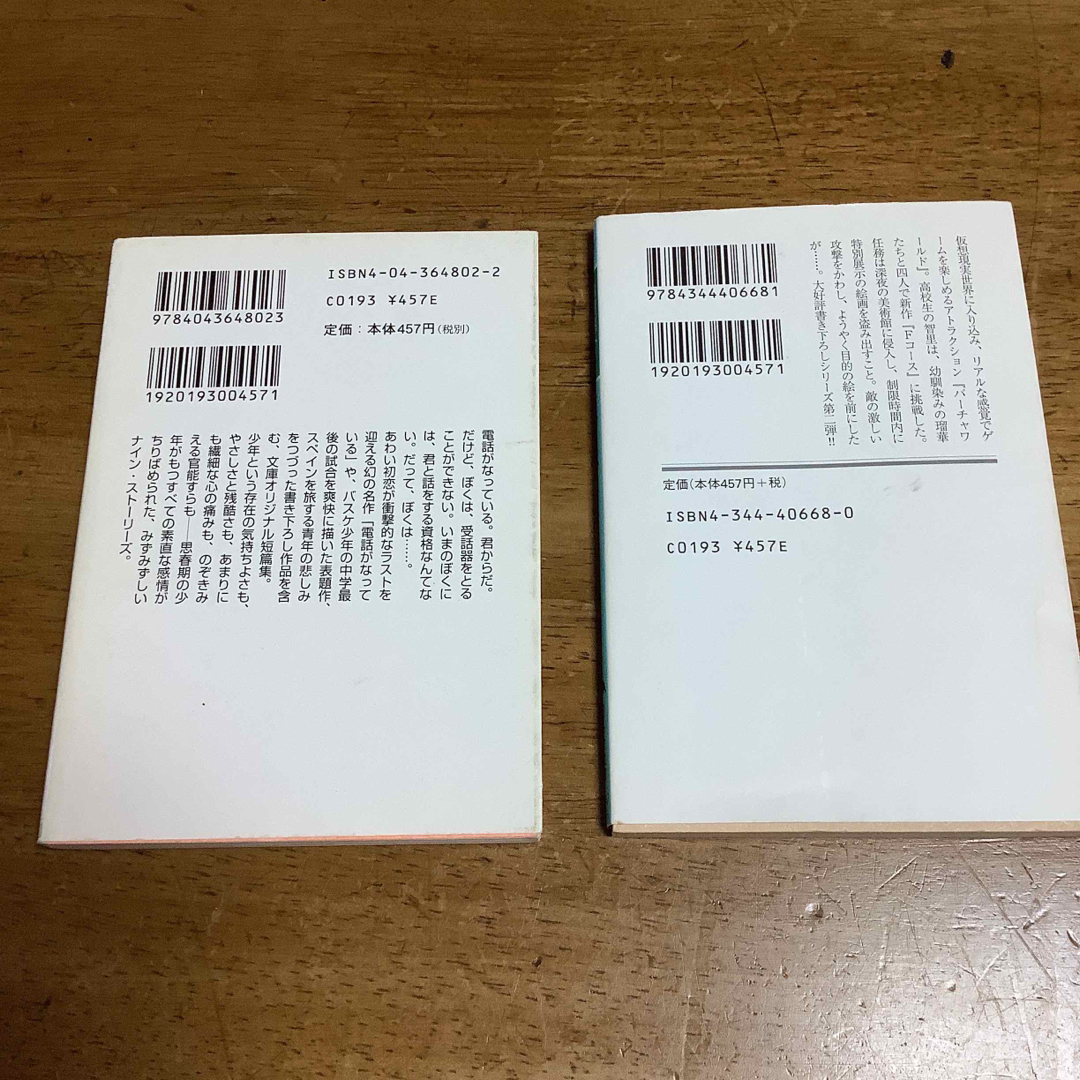 ISBN4-04-364802-2
C0193 ¥457E
定価：本体457円(税別)
9784043648023
1920193004571
電話がなっている。君からだ。
だけど、ぼくは、受話器をとる
ことができない。いまのぼくに
は、君と話をする資格なんてな
い。だって、ぼくは……。
あわい初恋が衝撃的なラストを
迎える幻の名作「電話がなって
いる」や、バスケ少年の中学最
後の試合を爽快に描いた表題作、
スペインを旅する青年の悲しみ
をつづった書き下ろし作品を含
む、文庫オリジナル短篇集。
少年という存在の気持ちよさも、
やさしさと残酷さも、あまりに
も繊細な心の痛みも、のぞきみ
える官能すらも――思春期の少
年がもつすべての素直な感情が
ちりばめられた、みずみずしい
ナイン・ストーリーズ。
9784344406681
1920193004571
仮想現実世界に入り込み、リアルな感覚でゲ
ームを楽しめるアトラクション『バーチャワ
ールド』。高校生の智里は、幼馴染みの瑠華
たちと四人で新作『Fコース』に挑戦した。
任務は深夜の美術館に侵入し、制限時間内に
特別展示の絵画を盗み出すこと。敵の激しい
攻撃をかわし、ようやく目的の絵を前にした
が……。大好評書き下ろしシリーズ第二弾!!
定価(本体457円+税)
ISBN4-344-40668-0
C0193 ¥457E